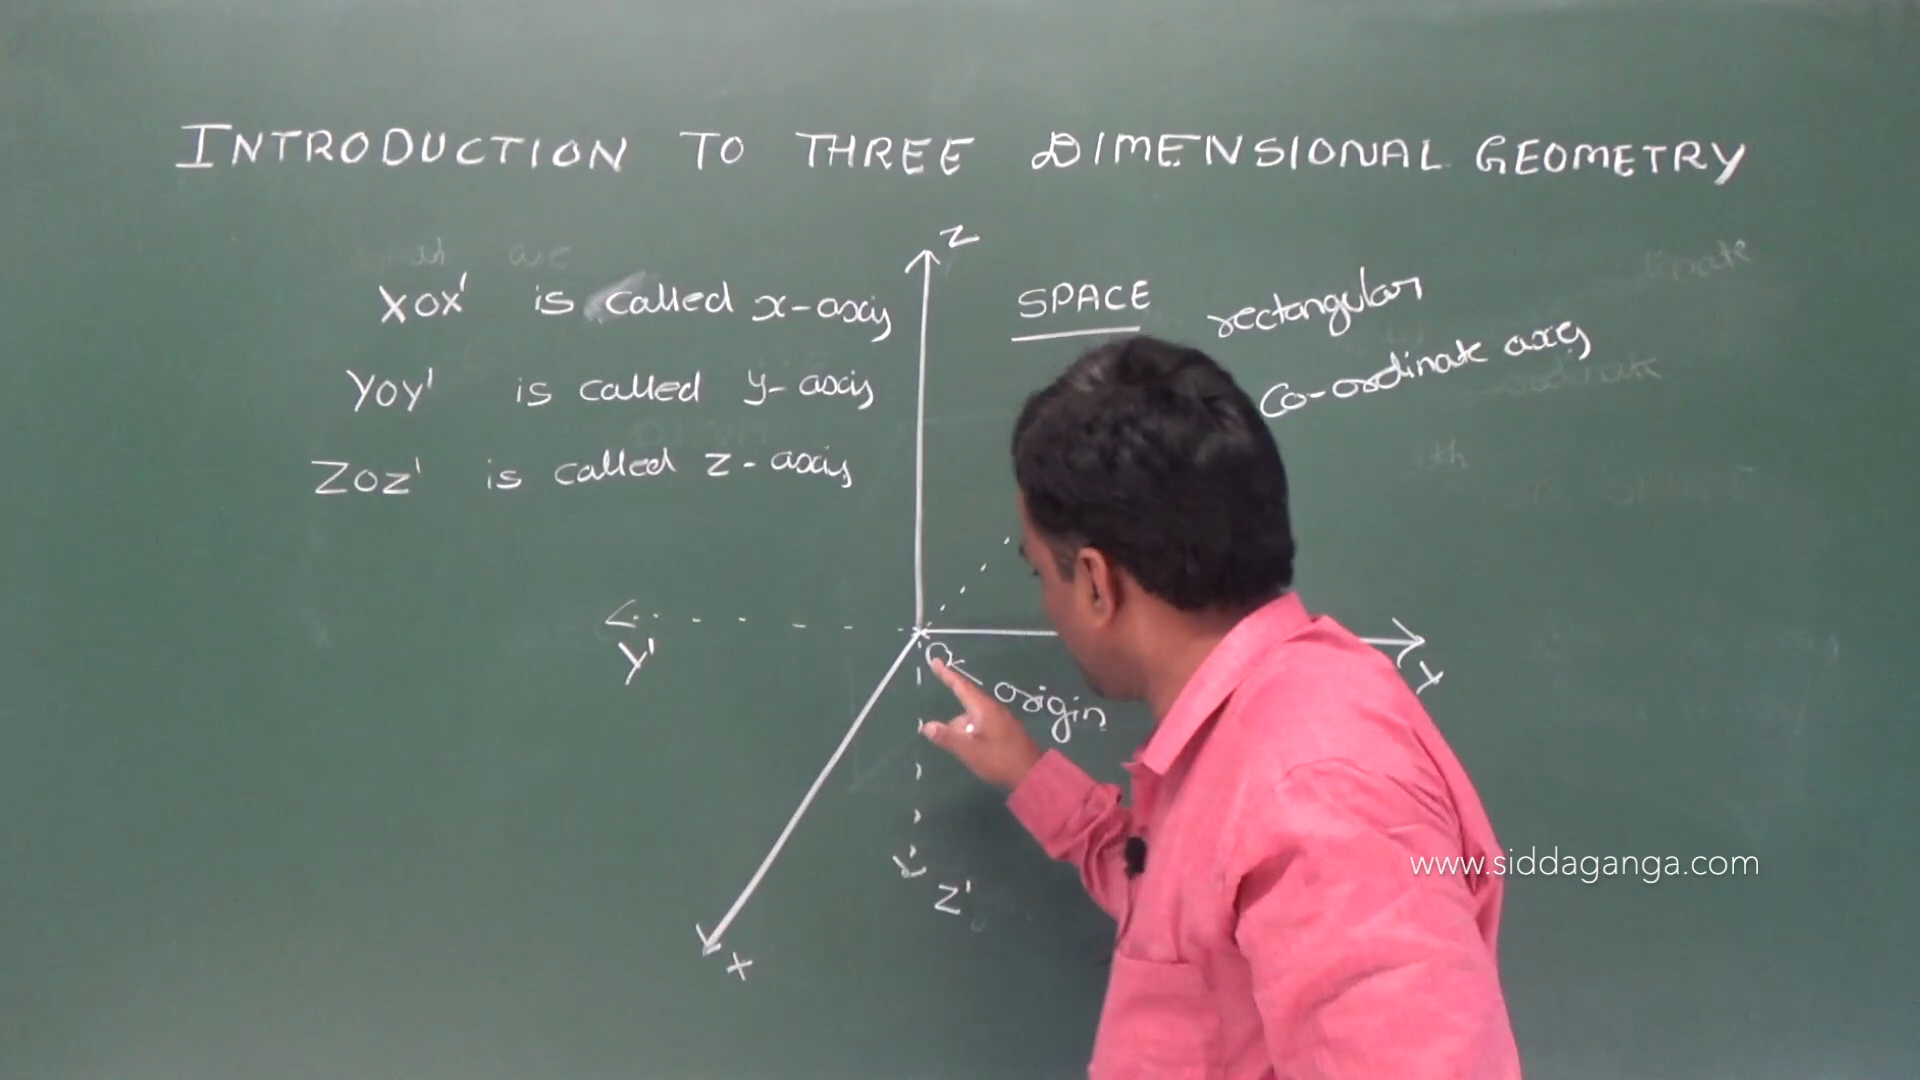 INTRODUCTION TO THREE DIMENSIONAL GEOMETRY
Z
XOX' is called x-axis
YOY' is called y-axis
ZOZ' is called z-axis
SPACE
rectangular
co-ordinate axes
Y'
O
origin
Y
Z'
X
www.siddaganga.com